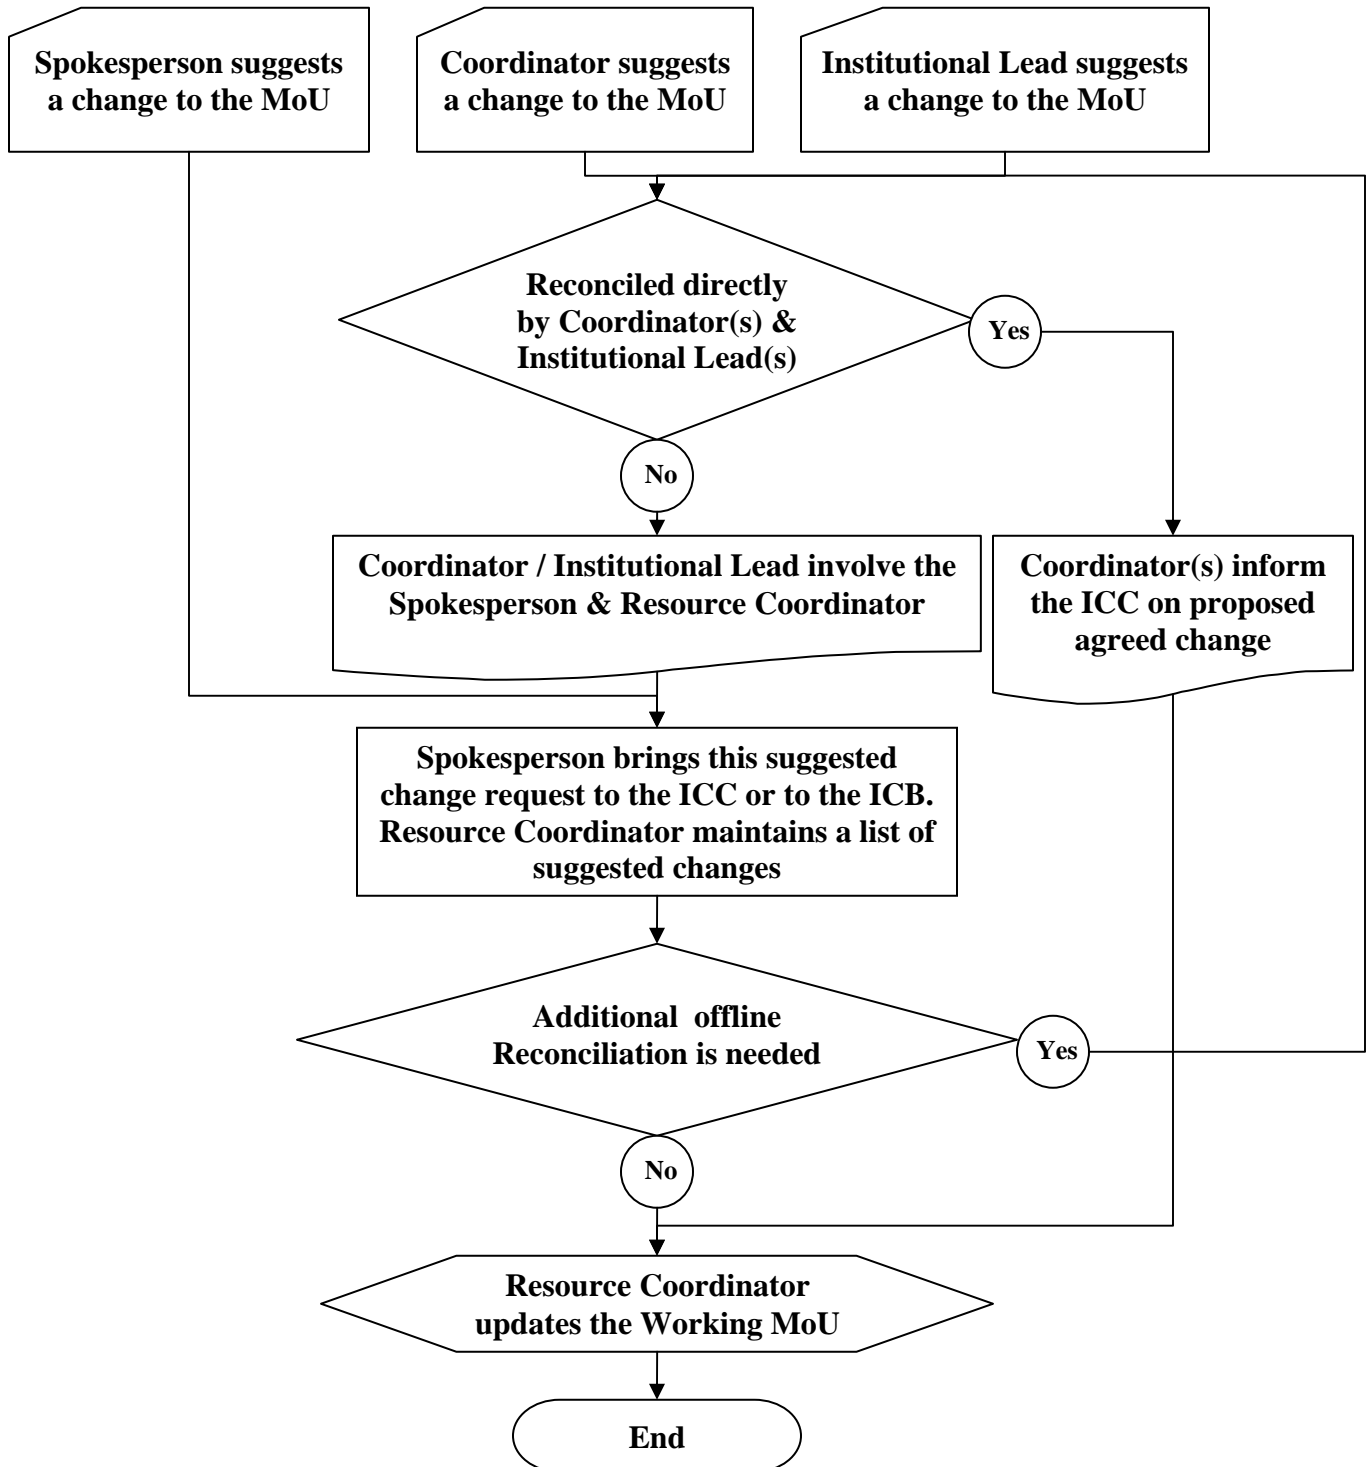 Spokesperson suggests
a change to the MoU
Coordinator suggests
a change to the MoU
Institutional Lead suggests
a change to the MoU
Reconciled directly
by Coordinator(s) &
Institutional Lead(s)
Yes
No
Coordinator / Institutional Lead involve the
Spokesperson & Resource Coordinator
Coordinator(s) inform
the ICC on proposed
agreed change
Spokesperson brings this suggested
change request to the ICC or to the ICB.
Resource Coordinator maintains a list of
suggested changes
Additional offline
Reconciliation is needed
Yes
No
Resource Coordinator
updates the Working MoU
End